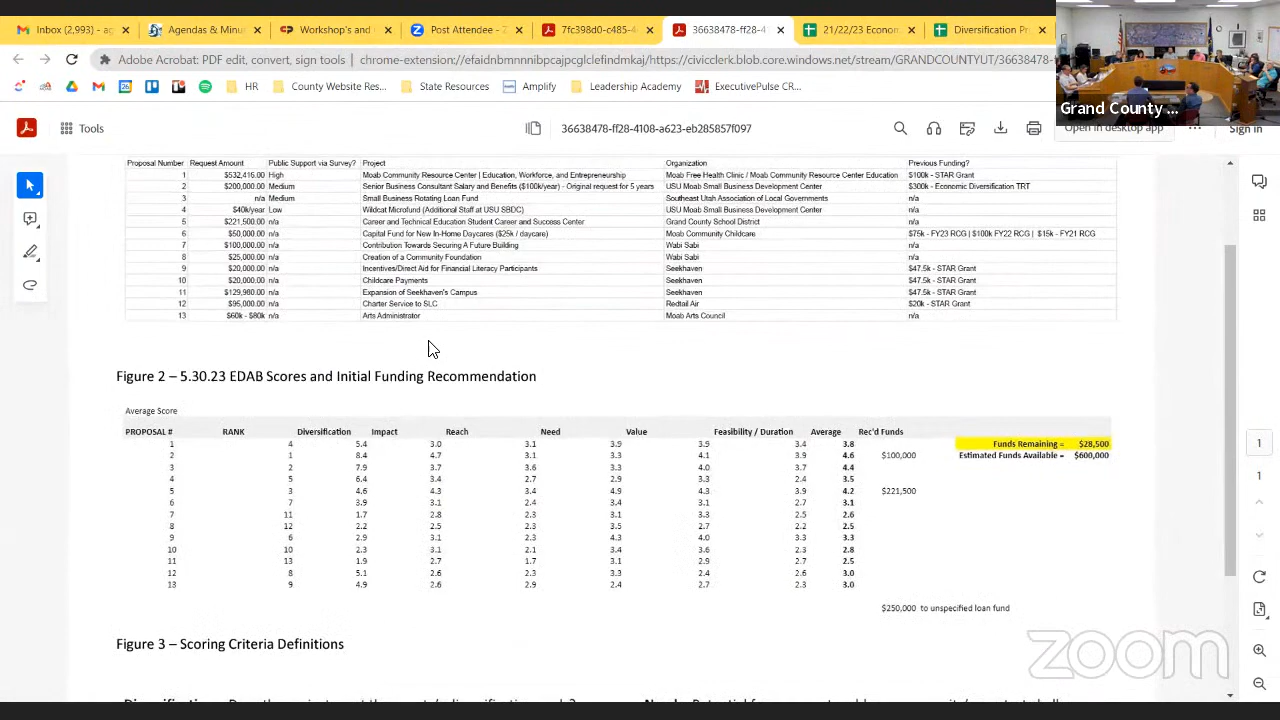 Inbox (2,993) - a
Agendas & Minu
Workshop's and
Post Attendee - Z
7fc398d0-c485-4
36638478-ff28-4
21/22/23 Econom
Diversification Pr
Adobe Acrobat: PDF edit, convert, sign tools | chrome-extension
https://civicclerk.blob.core.windows.net/stream/GRANDCOUNTYUT/36638478-f
HR County Website Res... State Resources Amplify Leadership Academy ExecutivePulse CR...
Grand County ...
Tools 36638478-ff28-4108-a623-eb285857f097 Open in desktop app Sign in
Proposal Number Request Amount Public Support via Survey? Project Organization Previous Funding?
1 $532,415.00 High Moab Community Resource Center | Education, Workforce, and Entrepreneurship Moab Free Health Clinic / Moab Community Resource Center Education $100k - STAR Grant
2 $200,000.00 Medium Senior Business Consultant Salary and Benefits ($100k/year) - Original request for 5 years USU Moab Small Business Development Center $300k - Economic Diversification TRT
3 n/a Medium Small Business Rotating Loan Fund Southeast Utah Association of Local Governments n/a
4 $40k/year Low Wildcat Microfund (Additional Staff at USU SBDC) USU Moab Small Business Development Center n/a
5 $221,500.00 n/a Career and Technical Education Student Career and Success Center Grand County School District n/a
6 $50,000.00 n/a Capital Fund for New In-Home Daycares ($25k / daycare) Moab Community Childcare $75k - FY23 RCG | $100k FY22 RCG | $15k - FY21 RCG
7 $100,000.00 n/a Contribution Towards Securing A Future Building Wabi Sabi n/a
8 $25,000.00 n/a Creation of a Community Foundation Wabi Sabi n/a
9 $20,000.00 n/a Incentives/Direct Aid for Financial Literacy Participants Seekhaven $47.5k - STAR Grant
10 $20,000.00 n/a Childcare Payments Seekhaven $47.5k - STAR Grant
11 $129,980.00 n/a Expansion of Seekhaven's Campus Seekhaven $47.5k - STAR Grant
12 $95,000.00 n/a Charter Service to SLC Redtail Air $20k - STAR Grant
13 $60k - $80k n/a Arts Administrator Moab Arts Council n/a
Figure 2 – 5.30.23 EDAB Scores and Initial Funding Recommendation
Average Score
PROPOSAL # RANK Diversification Impact Reach Need Value Feasibility / Duration Average Rec'd Funds
1 4 5.4 3.0 3.1 3.9 3.9 3.4 3.8 Funds Remaining = $28,500
2 1 8.4 4.7 3.1 3.3 4.1 3.9 4.6 $100,000 Estimated Funds Available = $600,000
3 2 7.9 3.7 3.6 3.3 4.0 3.7 4.4
4 5 6.4 3.4 2.7 2.9 3.3 2.4 3.5
5 3 4.6 4.3 3.4 4.9 4.3 3.9 4.2 $221,500
6 7 3.9 3.1 2.4 3.4 3.1 2.7 3.1
7 11 1.7 2.8 2.3 3.1 3.3 2.5 2.6
8 12 2.2 2.5 2.3 3.5 2.7 2.2 2.5
9 6 2.9 3.1 2.3 4.3 4.0 3.3 3.3
10 10 2.3 3.1 2.1 3.4 3.6 2.3 2.8
11 13 1.9 2.7 1.7 3.1 2.9 2.7 2.5
12 8 5.1 2.6 2.3 3.3 2.4 2.6 3.0
13 9 4.9 2.6 2.9 2.4 2.7 2.3 3.0
$250,000 to unspecified loan fund
Figure 3 – Scoring Criteria Definitions
1
1
zoom